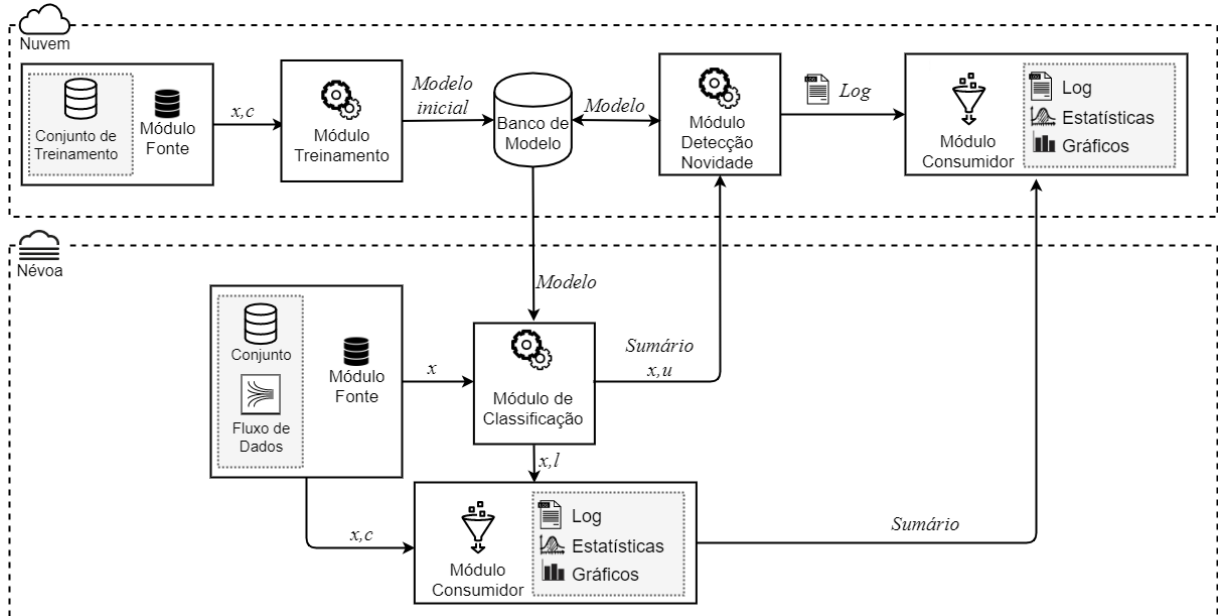 Nuvem
Conjunto de
Treinamento
Módulo
Fonte
x,c
Módulo
Treinamento
Modelo
inicial
Banco de
Modelo
Modelo
Módulo
Detecção
Novidade
Log
Módulo
Consumidor
Log
Estatísticas
Gráficos
Névoa
Modelo
Conjunto
Fluxo de
Dados
Módulo
Fonte
x
Módulo de
Classificação
Sumário
x,u
x,l
x,c
Módulo
Consumidor
Log
Estatísticas
Gráficos
Sumário